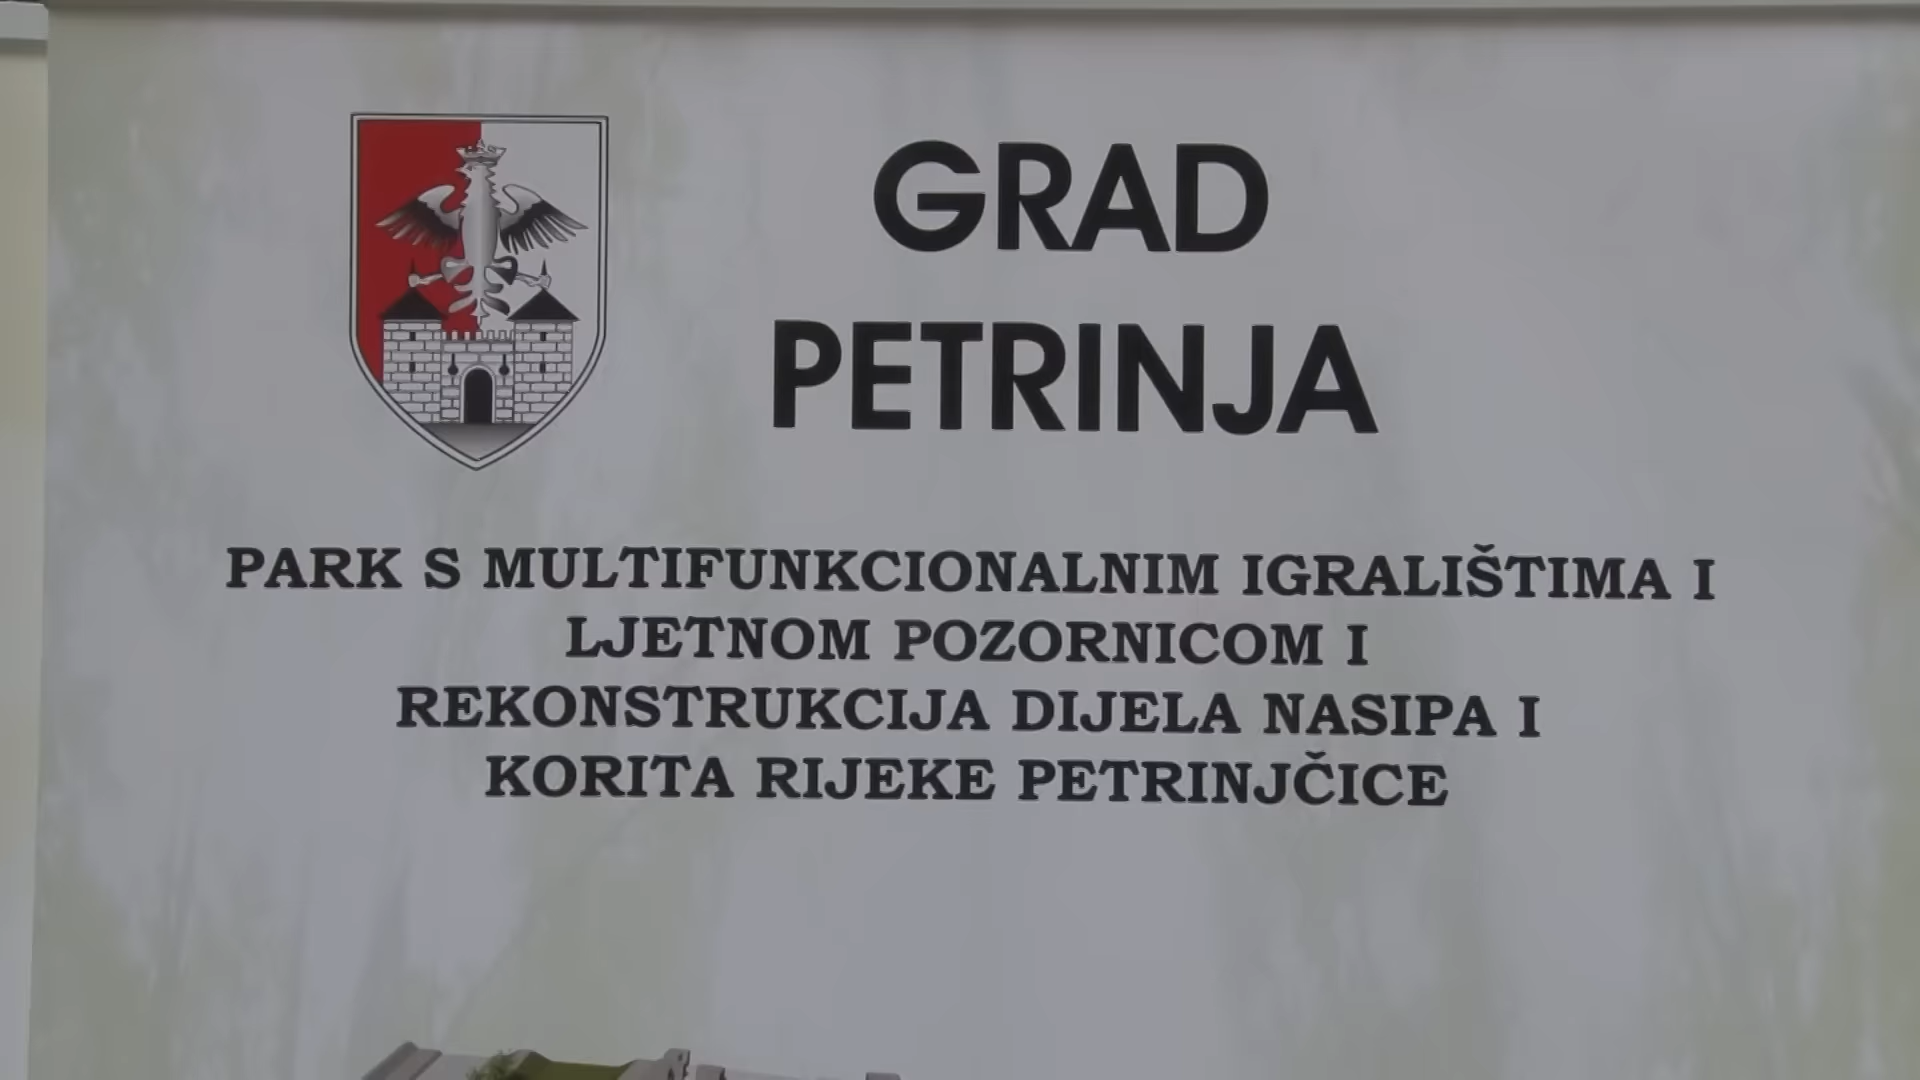 GRAD
PETRINJA
PARK S MULTIFUNKCIONALNIM IGRALIŠTIMA I
LJETNOM POZORNICOM I
REKONSTRUKCIJA DIJELA NASIPA I
KORITA RIJEKE PETRINJČICE